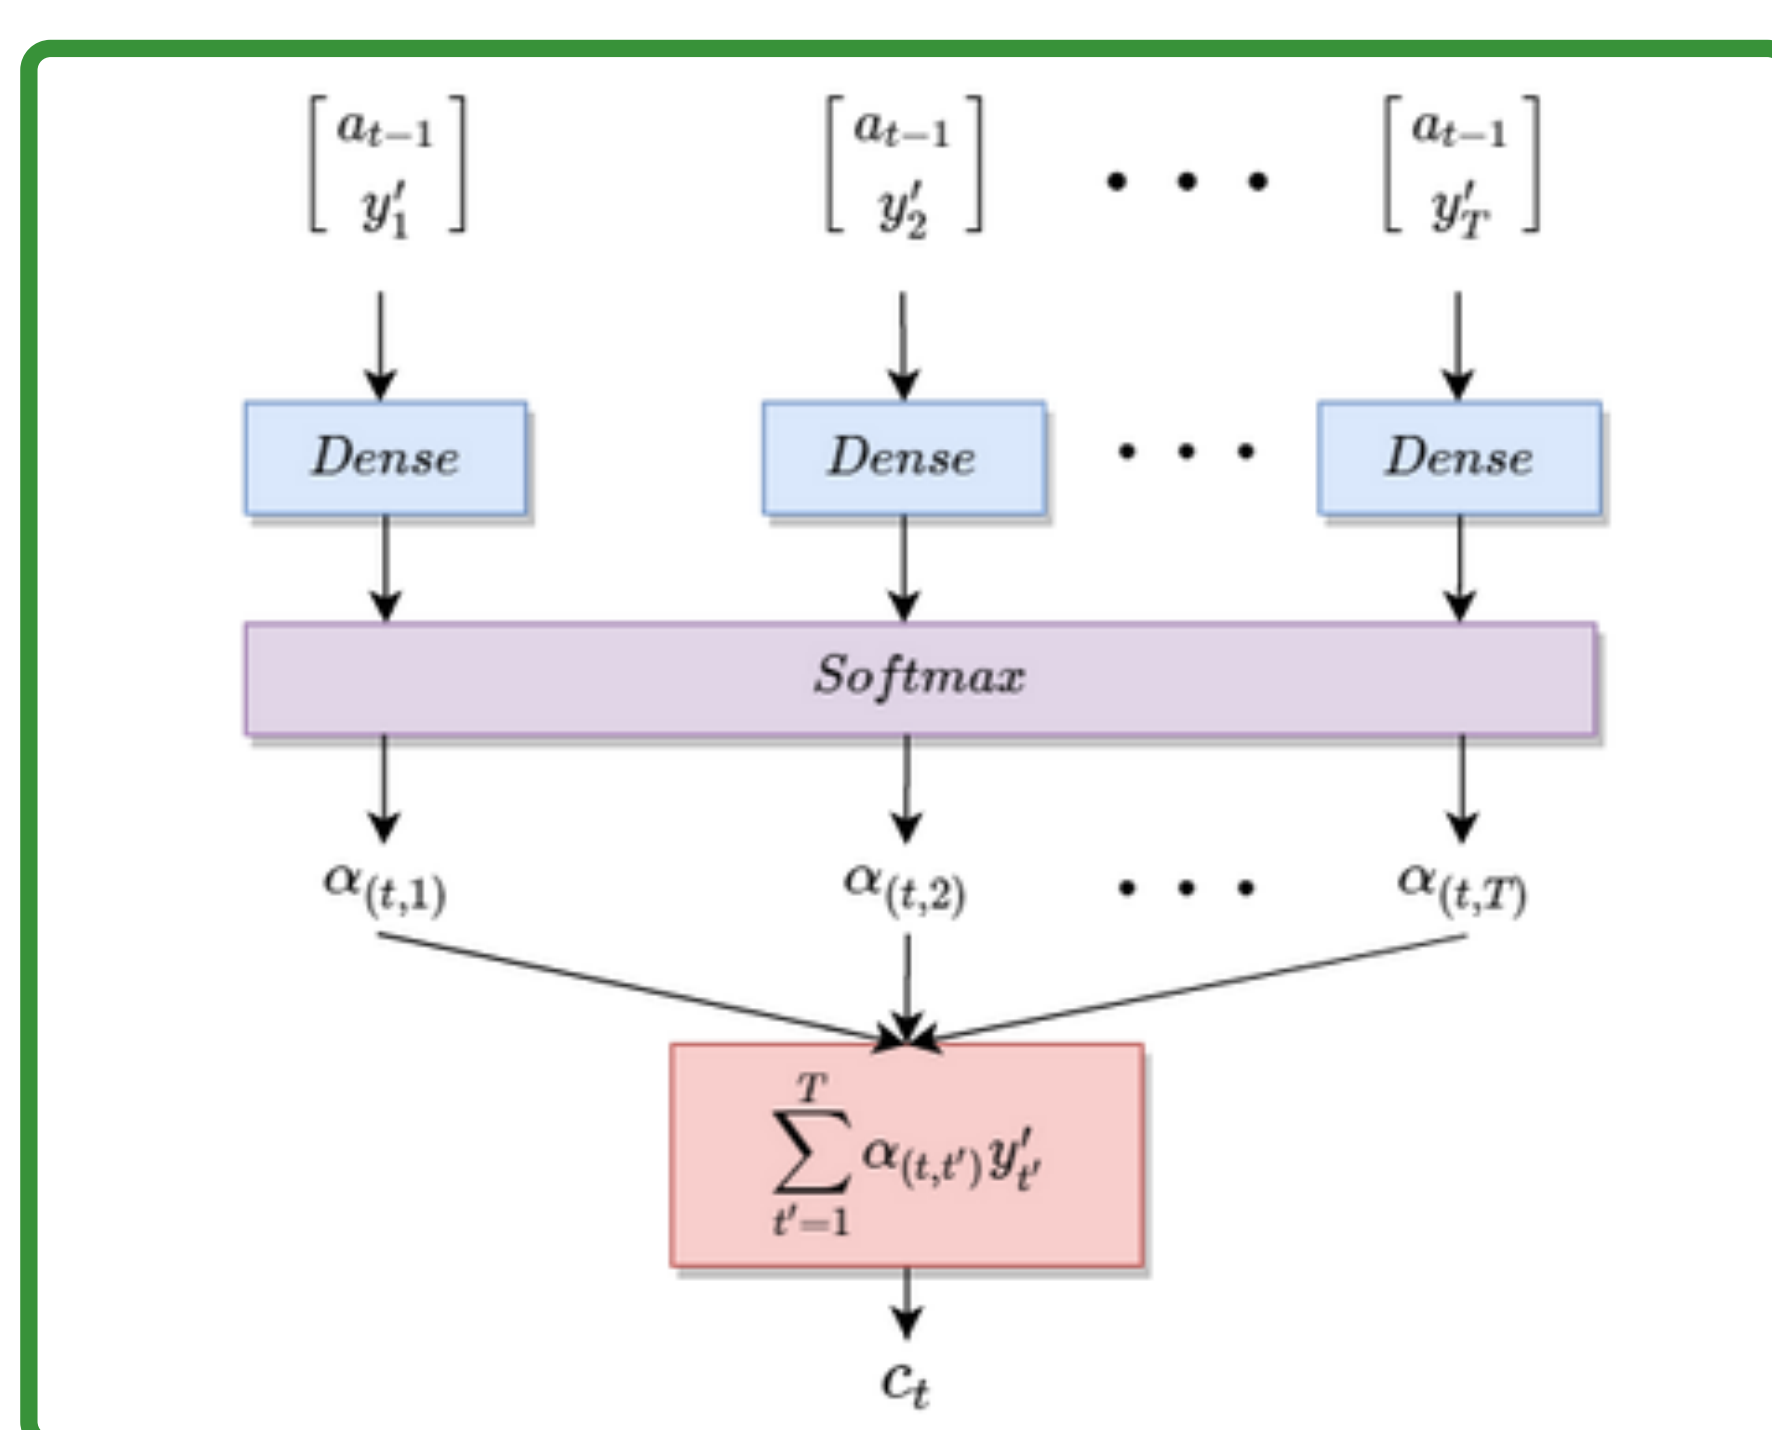 a_{t−1} a_{t−1} a_{t−1}
y′_1 y′_2 • • • y′_T
Dense Dense • • • Dense
Softmax
α_{(t,1)} α_{(t,2)} • • • α_{(t,T)}
∑_{t′=1}^{T} α_{(t,t′)} y′_{t′}
c_t